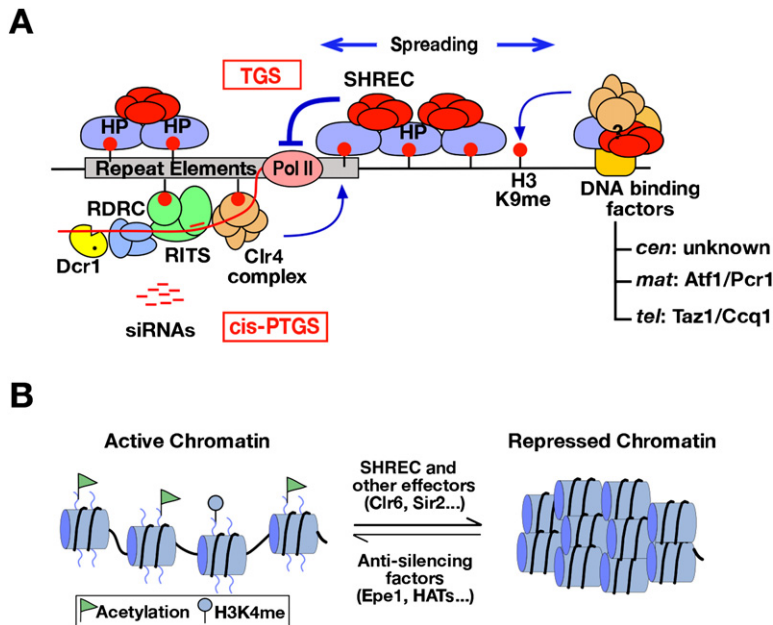 A
Spreading
TGS
SHREC
HP
HP
HP
?
Repeat Elements
Pol II
H3
K9me
DNA binding
factors
RDRC
RITS
Clr4
complex
Dcr1
cen: unknown
mat: Atf1/Pcr1
tel: Taz1/Ccq1
siRNAs
cis-PTGS
B
Active Chromatin
Repressed Chromatin
SHREC and
other effectors
(Clr6, Sir2...)
Anti-silencing
factors
(Epe1, HATs...)
Acetylation
H3K4me